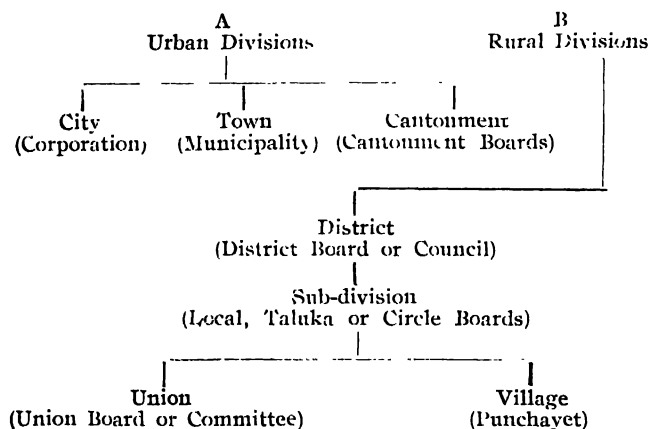 A
Urban Divisions
B
Rural Divisions
City
(Corporation)
Town
(Municipality)
Cantonment
(Cantonment Boards)
District
(District Board or Council)
Sub-division
(Local, Taluka or Circle Boards)
Union
(Union Board or Committee)
Village
(Punchayet)